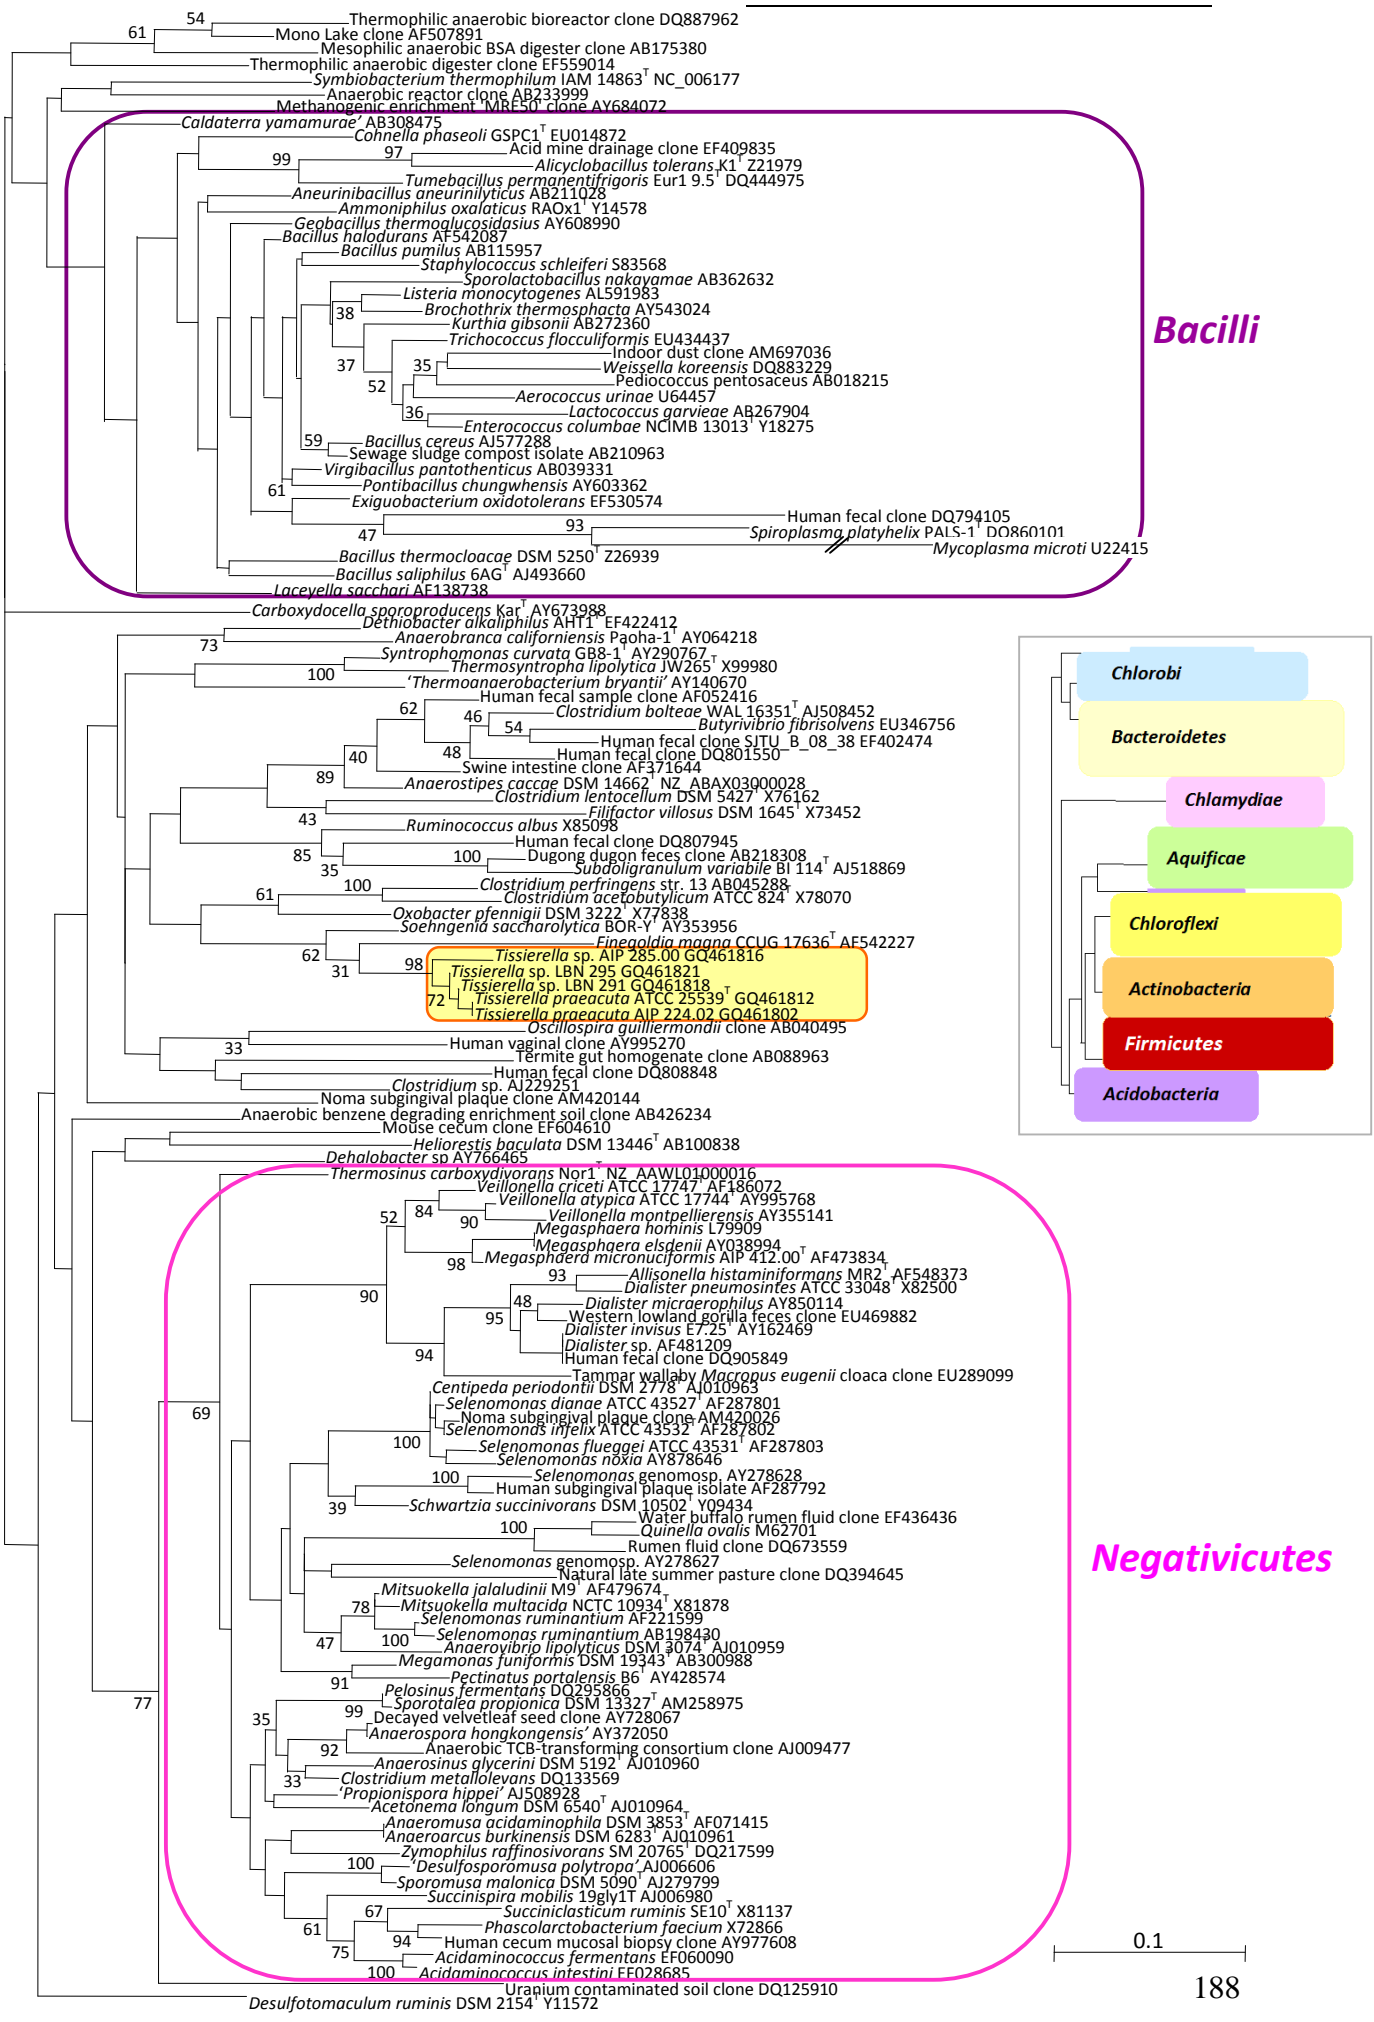 54
Thermophilic anaerobic bioreactor clone DQ887962
61
Mono Lake clone AF507891
Mesophilic anaerobic BSA digester clone AB175380
Thermophilic anaerobic digester clone EF559014
Symbiobacterium thermophilum IAM 14863T NC_006177
Anaerobic reactor clone AB233999
Methanogenic enrichment 'MRE50' clone AY684072
Caldaterra yamamurae' AB308475
Cohnella phaseoli GSPC1T EU014872
97
Acid mine drainage clone EF409835
99
Alicyclobacillus tolerans K1T Z21979
Tumebacillus permanentifrigoris Eur1 9.5T DQ444975
Aneurinibacillus aneurinilyticus AB211028
Ammoniphilus oxalaticus RAOx1T Y14578
Geobacillus thermoglucosidasius AY608990
Bacillus halodurans AF542087
Bacillus pumilus AB115957
Staphylococcus schleiferi S83568
Sporolactobacillus nakayamae AB362632
Listeria monocytogenes AL591983
38
Brochothrix thermosphacta AY543024
Kurthia gibsonii AB272360
Bacilli
Trichococcus flocculiformis EU434437
Indoor dust clone AM697036
37
35
Weissella koreensis DQ883229
52
Pediococcus pentosaceus AB018215
Aerococcus urinae U64457
36
Lactococcus garvieae AB267904
Enterococcus columbae NCIMB 13013T Y18275
59
Bacillus cereus AJ577288
Sewage sludge compost isolate AB210963
Virgibacillus pantothenticus AB039331
61
Pontibacillus chungwhensis AY603362
Exiguobacterium oxidotolerans EF530574
Human fecal clone DQ794105
47
93
Spiroplasma platyhelix PALS-1T DQ860101
Mycoplasma microti U22415
Bacillus thermocloacae DSM 5250T Z26939
Bacillus saliphilus 6AGT AJ493660
Laceyella sacchari AF138738
Carboxydocella sporoproducens KarT AY673988
Dethiobacter alkaliphilus AHT1T EF422412
73
Anaerobranca californiensis Paoha-1T AY064218
Syntrophomonas curvata GB8-1T AY290767
100
Thermosyntropha lipolytica JW265T X99980
'Thermoanaerobacterium bryantii' AY140670
Human fecal sample clone AF052416
62
46
Clostridium bolteae WAL 16351T AJ508452
54
Butyrivibrio fibrisolvens EU346756
Human fecal clone SJTU_B_08_38 EF402474
40
48
Human fecal clone DQ801550
Swine intestine clone AF371644
89
Anaerostipes caccae DSM 14662T NZ_ABAX03000028
Clostridium lentocellum DSM 5427T X76162
43
Filifactor villosus DSM 1645T X73452
Ruminococcus albus X85098
Human fecal clone DQ807945
85
100
Dugong dugon feces clone AB218308
35
Subdoligranulum variabile BI 114T AJ518869
100
Clostridium perfringens str. 13 AB045288
61
Clostridium acetobutylicum ATCC 824T X78070
Oxobacter pfennigii DSM 3222T X77838
Soehngenia saccharolytica BOR-YT AY353956
Finegoldia magna CCUG 17636T AF542227
62
31
98
Tissierella sp. AIP 285.00 GQ461816
Tissierella sp. LBN 295 GQ461821
Tissierella sp. LBN 291 GQ461818
72
Tissierella praeacuta ATCC 25539T GQ461812
Tissierella praeacuta AIP 224.02 GQ461802
Oscillospira guilliermondii clone AB040495
33
Human vaginal clone AY995270
Termite gut homogenate clone AB088963
Human fecal clone DQ808848
Clostridium sp. AJ229251
Noma subgingival plaque clone AM420144
Anaerobic benzene degrading enrichment soil clone AB426234
Mouse cecum clone EF604610
Heliorestis baculata DSM 13446T AB100838
Dehalobacter sp AY766465
Chlorobi
Bacteroidetes
Chlamydiae
Aquificae
Chloroflexi
Actinobacteria
Firmicutes
Acidobacteria
Thermosinus carboxydivorans Nor1T NZ_AAWL01000016
Veillonella criceti ATCC 17747T AF186072
84
Veillonella atypica ATCC 17744T AY995768
52
90
Veillonella montpellierensis AY355141
Megasphaera hominis L79909
Megasphaera elsdenii AY038994
98
Megasphaera micronuciformis AIP 412.00T AF473834
93
Allisonella histaminiformans MR2T AF548373
Dialister pneumosintes ATCC 33048T X82500
90
48
Dialister micraerophilus AY850114
95
Western lowland gorilla feces clone EU469882
Dialister invisus E7.25T AY162469
Dialister sp. AF481209
94
Human fecal clone DQ905849
Tammar wallaby Macropus eugenii cloaca clone EU289099
Centipeda periodontii DSM 2778T AJ010963
69
Selenomonas dianae ATCC 43527T AF287801
Noma subgingival plaque clone AM420026
Selenomonas infelix ATCC 43532T AF287802
100
Selenomonas flueggei ATCC 43531T AF287803
Selenomonas noxia AY878646
100
Selenomonas genomosp. AY278628
Human subgingival plaque isolate AF287792
39
Schwartzia succinivorans DSM 10502T Y09434
Water buffalo rumen fluid clone EF436436
100
Quinella ovalis M62701
Rumen fluid clone DQ673559
Negativicutes
Selenomonas genomosp. AY278627
Natural late summer pasture clone DQ394645
Mitsuokella jalaludinii M9T AF479674
78
Mitsuokella multacida NCTC 10934T X81878
Selenomonas ruminantium AF221599
47
100
Selenomonas ruminantium AB198430
Anaerovibrio lipolyticus DSM 3074T AJ010959
Megamonas funiformis DSM 19343T AB300988
91
Pectinatus portalensis B6T AY428574
77
Pelosinus fermentans DQ295866
Sporotalea propionica DSM 13327T AM258975
35
99
Decayed velvetleaf seed clone AY728067
Anaerospora hongkongensis' AY372050
92
Anaerobic TCB-transforming consortium clone AJ009477
Anaerosinus glycerini DSM 5192T AJ010960
33
Clostridium metallolevans DQ133569
'Propionispora hippei' AJ508928
Acetonema longum DSM 6540T AJ010964
Anaeromusa acidaminophila DSM 3853T AF071415
Anaeroarcus burkinensis DSM 6283T AJ010961
Zymophilus raffinosivorans SM 20765T DQ217599
100
'Desulfosporomusa polytropa' AJ006606
Sporomusa malonica DSM 5090T AJ279799
Succinispira mobilis 19gly1T AJ006980
67
Succiniclasticum ruminis SE10T X81137
61
Phascolarctobacterium faecium X72866
94
Human cecum mucosal biopsy clone AY977608
75
Acidaminococcus fermentans EF060090
100
Acidaminococcus intestini EF028685
Uranium contaminated soil clone DQ125910
Desulfotomaculum ruminis DSM 2154T Y11572
0.1
188